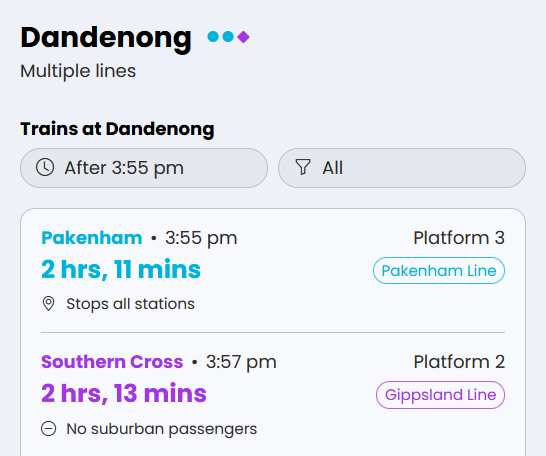 Dandenong
Multiple lines
Trains at Dandenong
After 3:55 pm
All
Pakenham • 3:55 pm
Platform 3
2 hrs, 11 mins
Pakenham Line
Stops all stations
Southern Cross • 3:57 pm
Platform 2
2 hrs, 13 mins
Gippsland Line
No suburban passengers